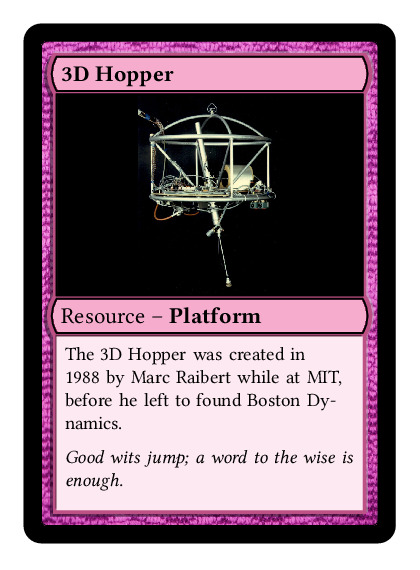 3D Hopper
Resource – Platform
The 3D Hopper was created in
1988 by Marc Raibert while at MIT,
before he left to found Boston Dy-
namics.
Good wits jump; a word to the wise is
enough.